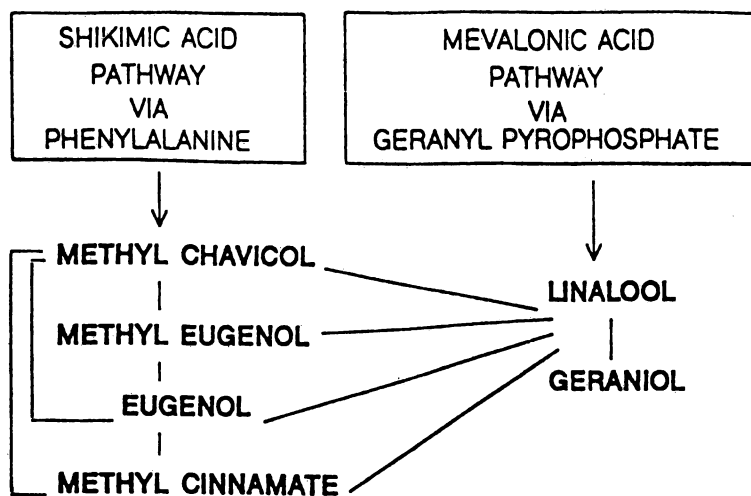 SHIKIMIC ACID
PATHWAY
VIA
PHENYLALANINE
MEVALONIC ACID
PATHWAY
VIA
GERANYL PYROPHOSPHATE
METHYL CHAVICOL
METHYL EUGENOL
EUGENOL
METHYL CINNAMATE
LINALOOL
GERANIOL